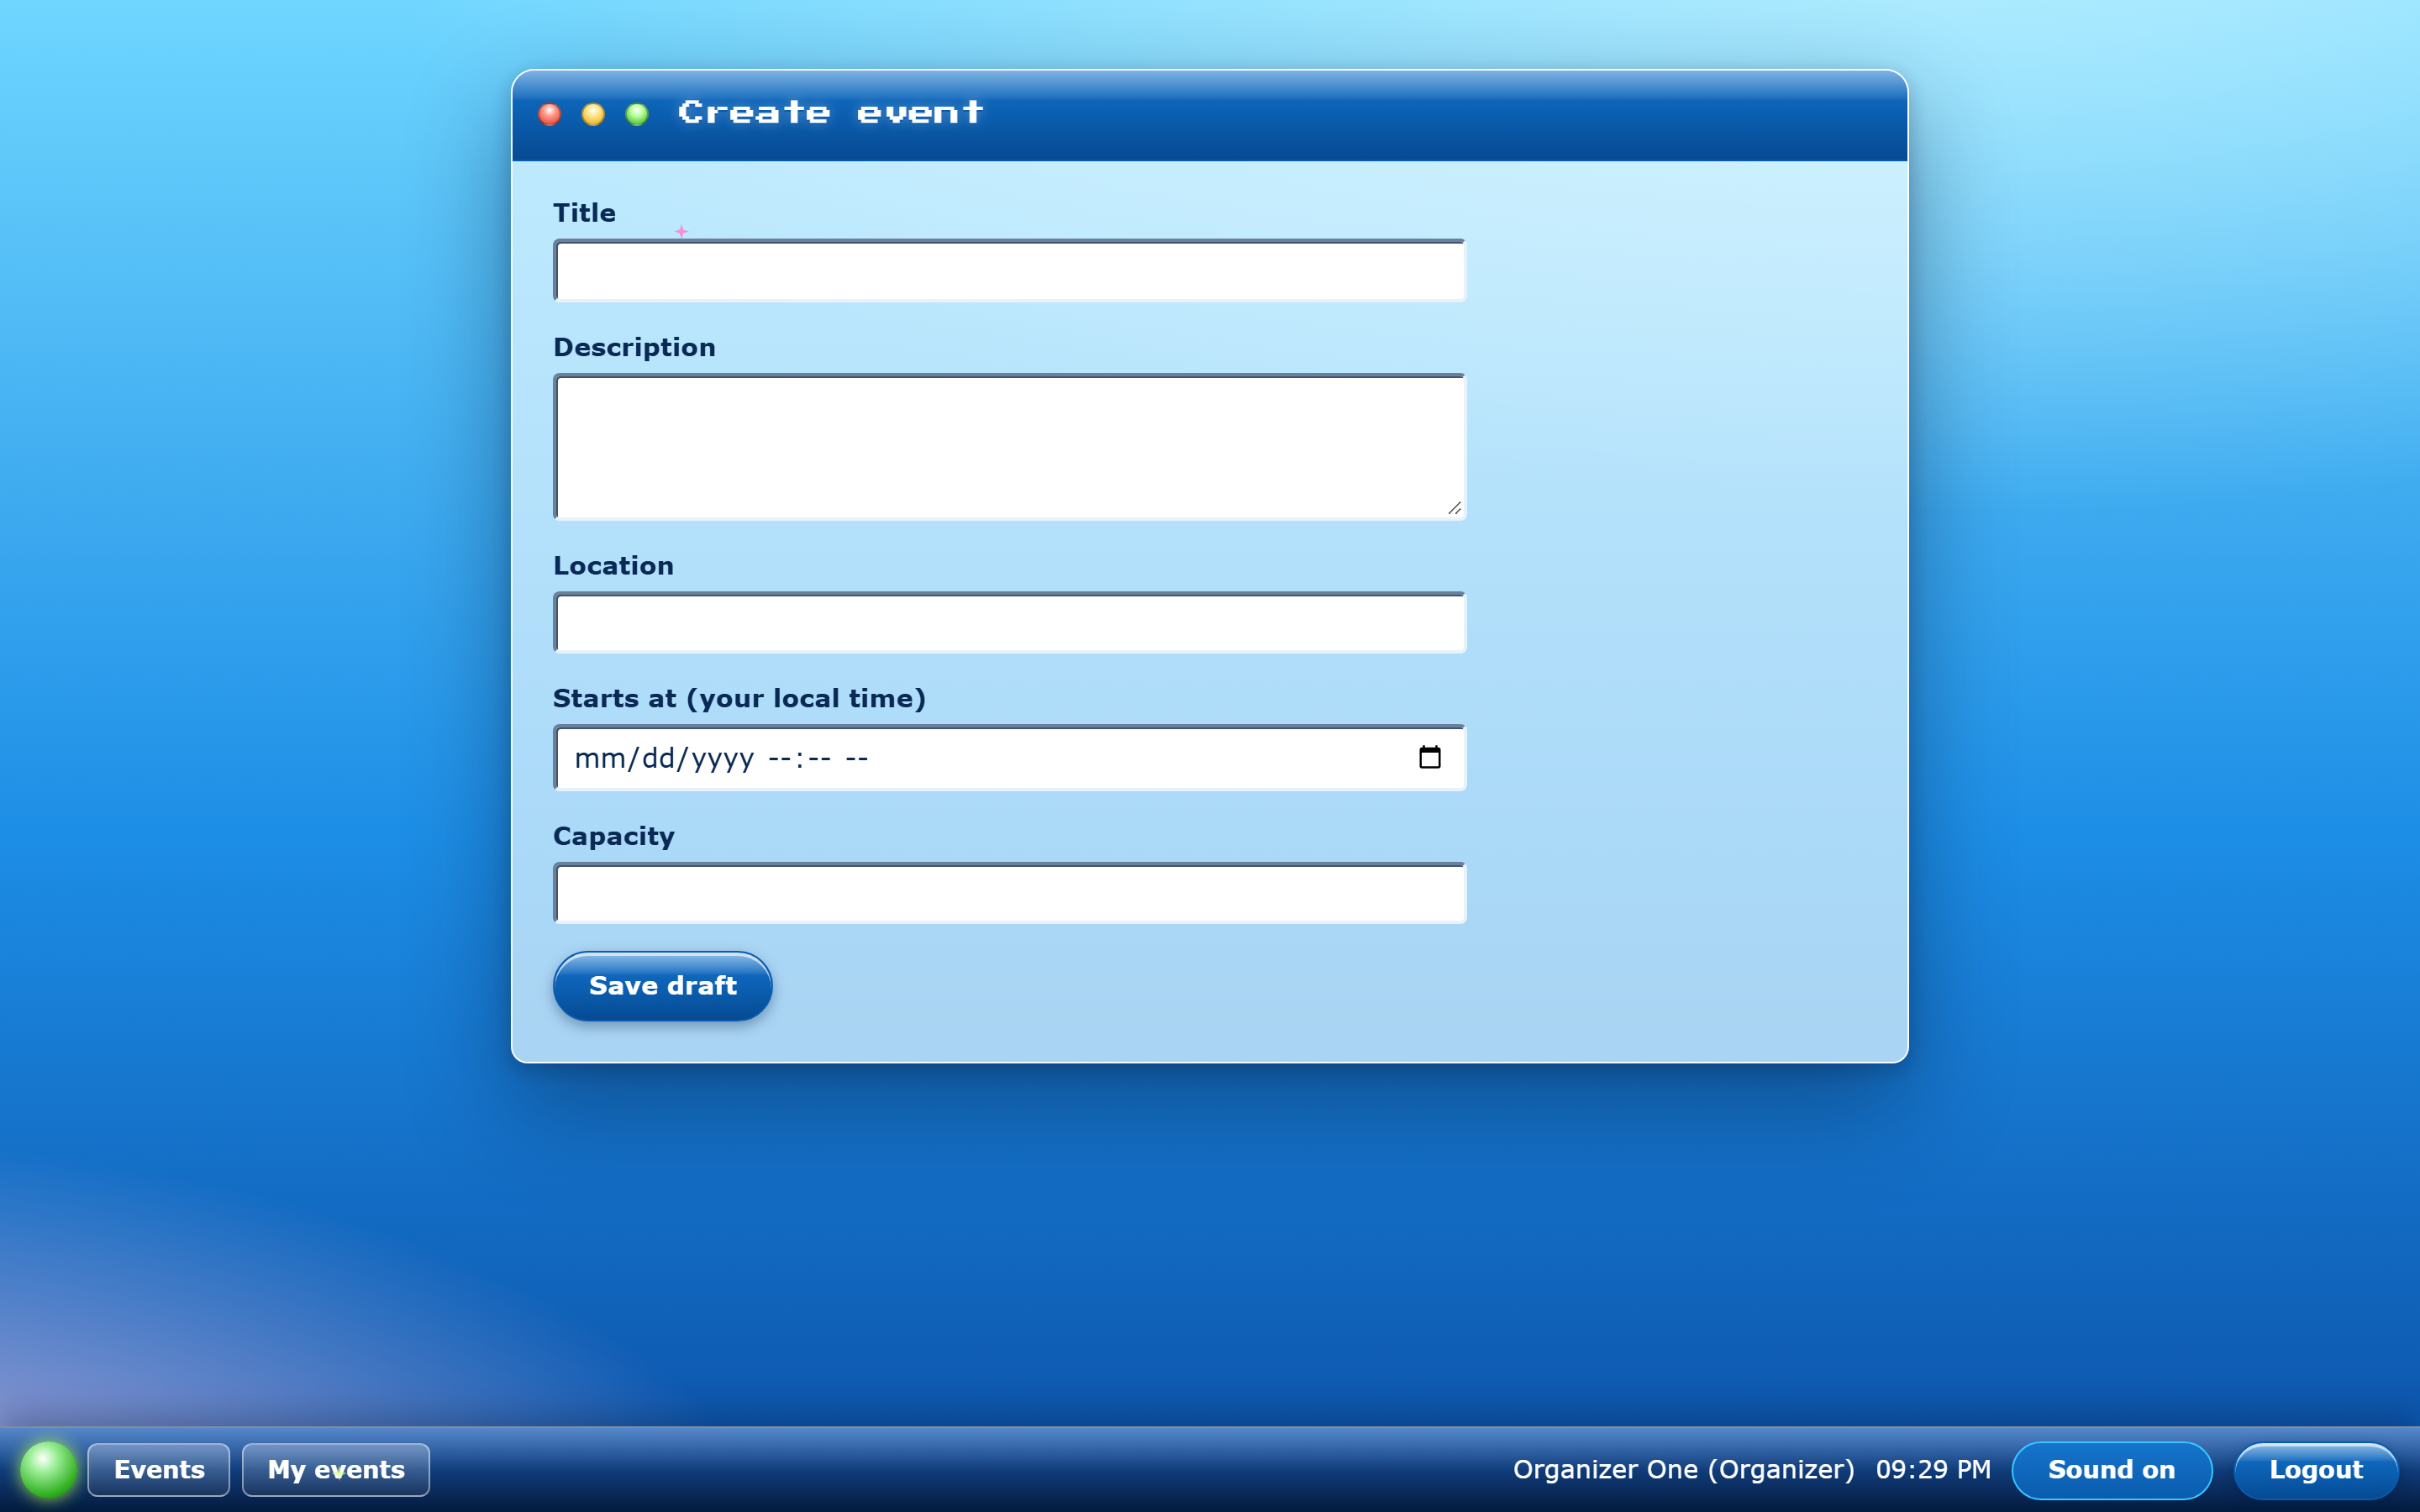 Create event
Title
Description
Location
Starts at (your local time)
mm/dd/yyyy --:-- --
Capacity
Save draft
Events
My events
Organizer One (Organizer)
09:29 PM
Sound on
Logout